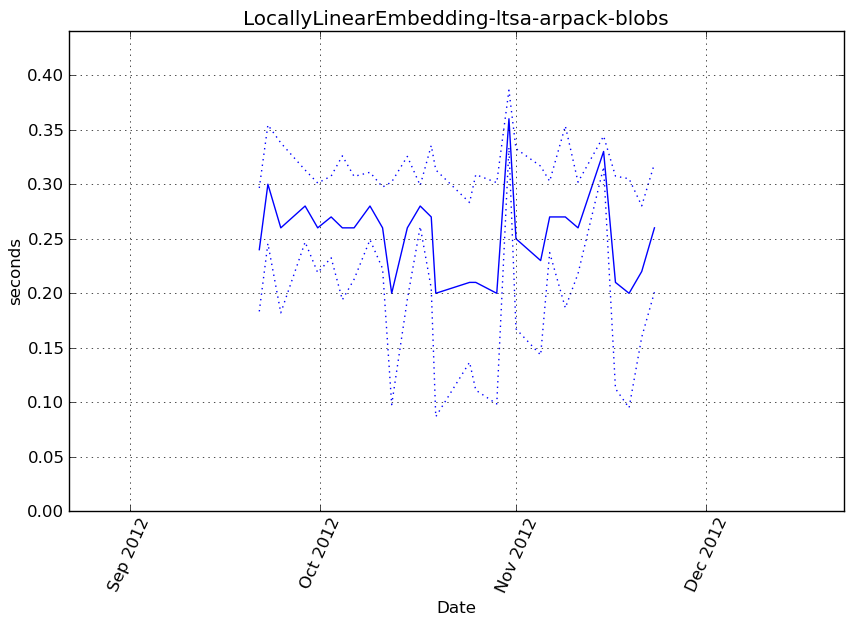 LocallyLinearEmbedding-ltsa-arpack-blobs
0.40
0.35
0.30
0.25
0.20
0.15
0.10
0.05
0.00
seconds
Sep 2012
Oct 2012
Nov 2012
Dec 2012
Date